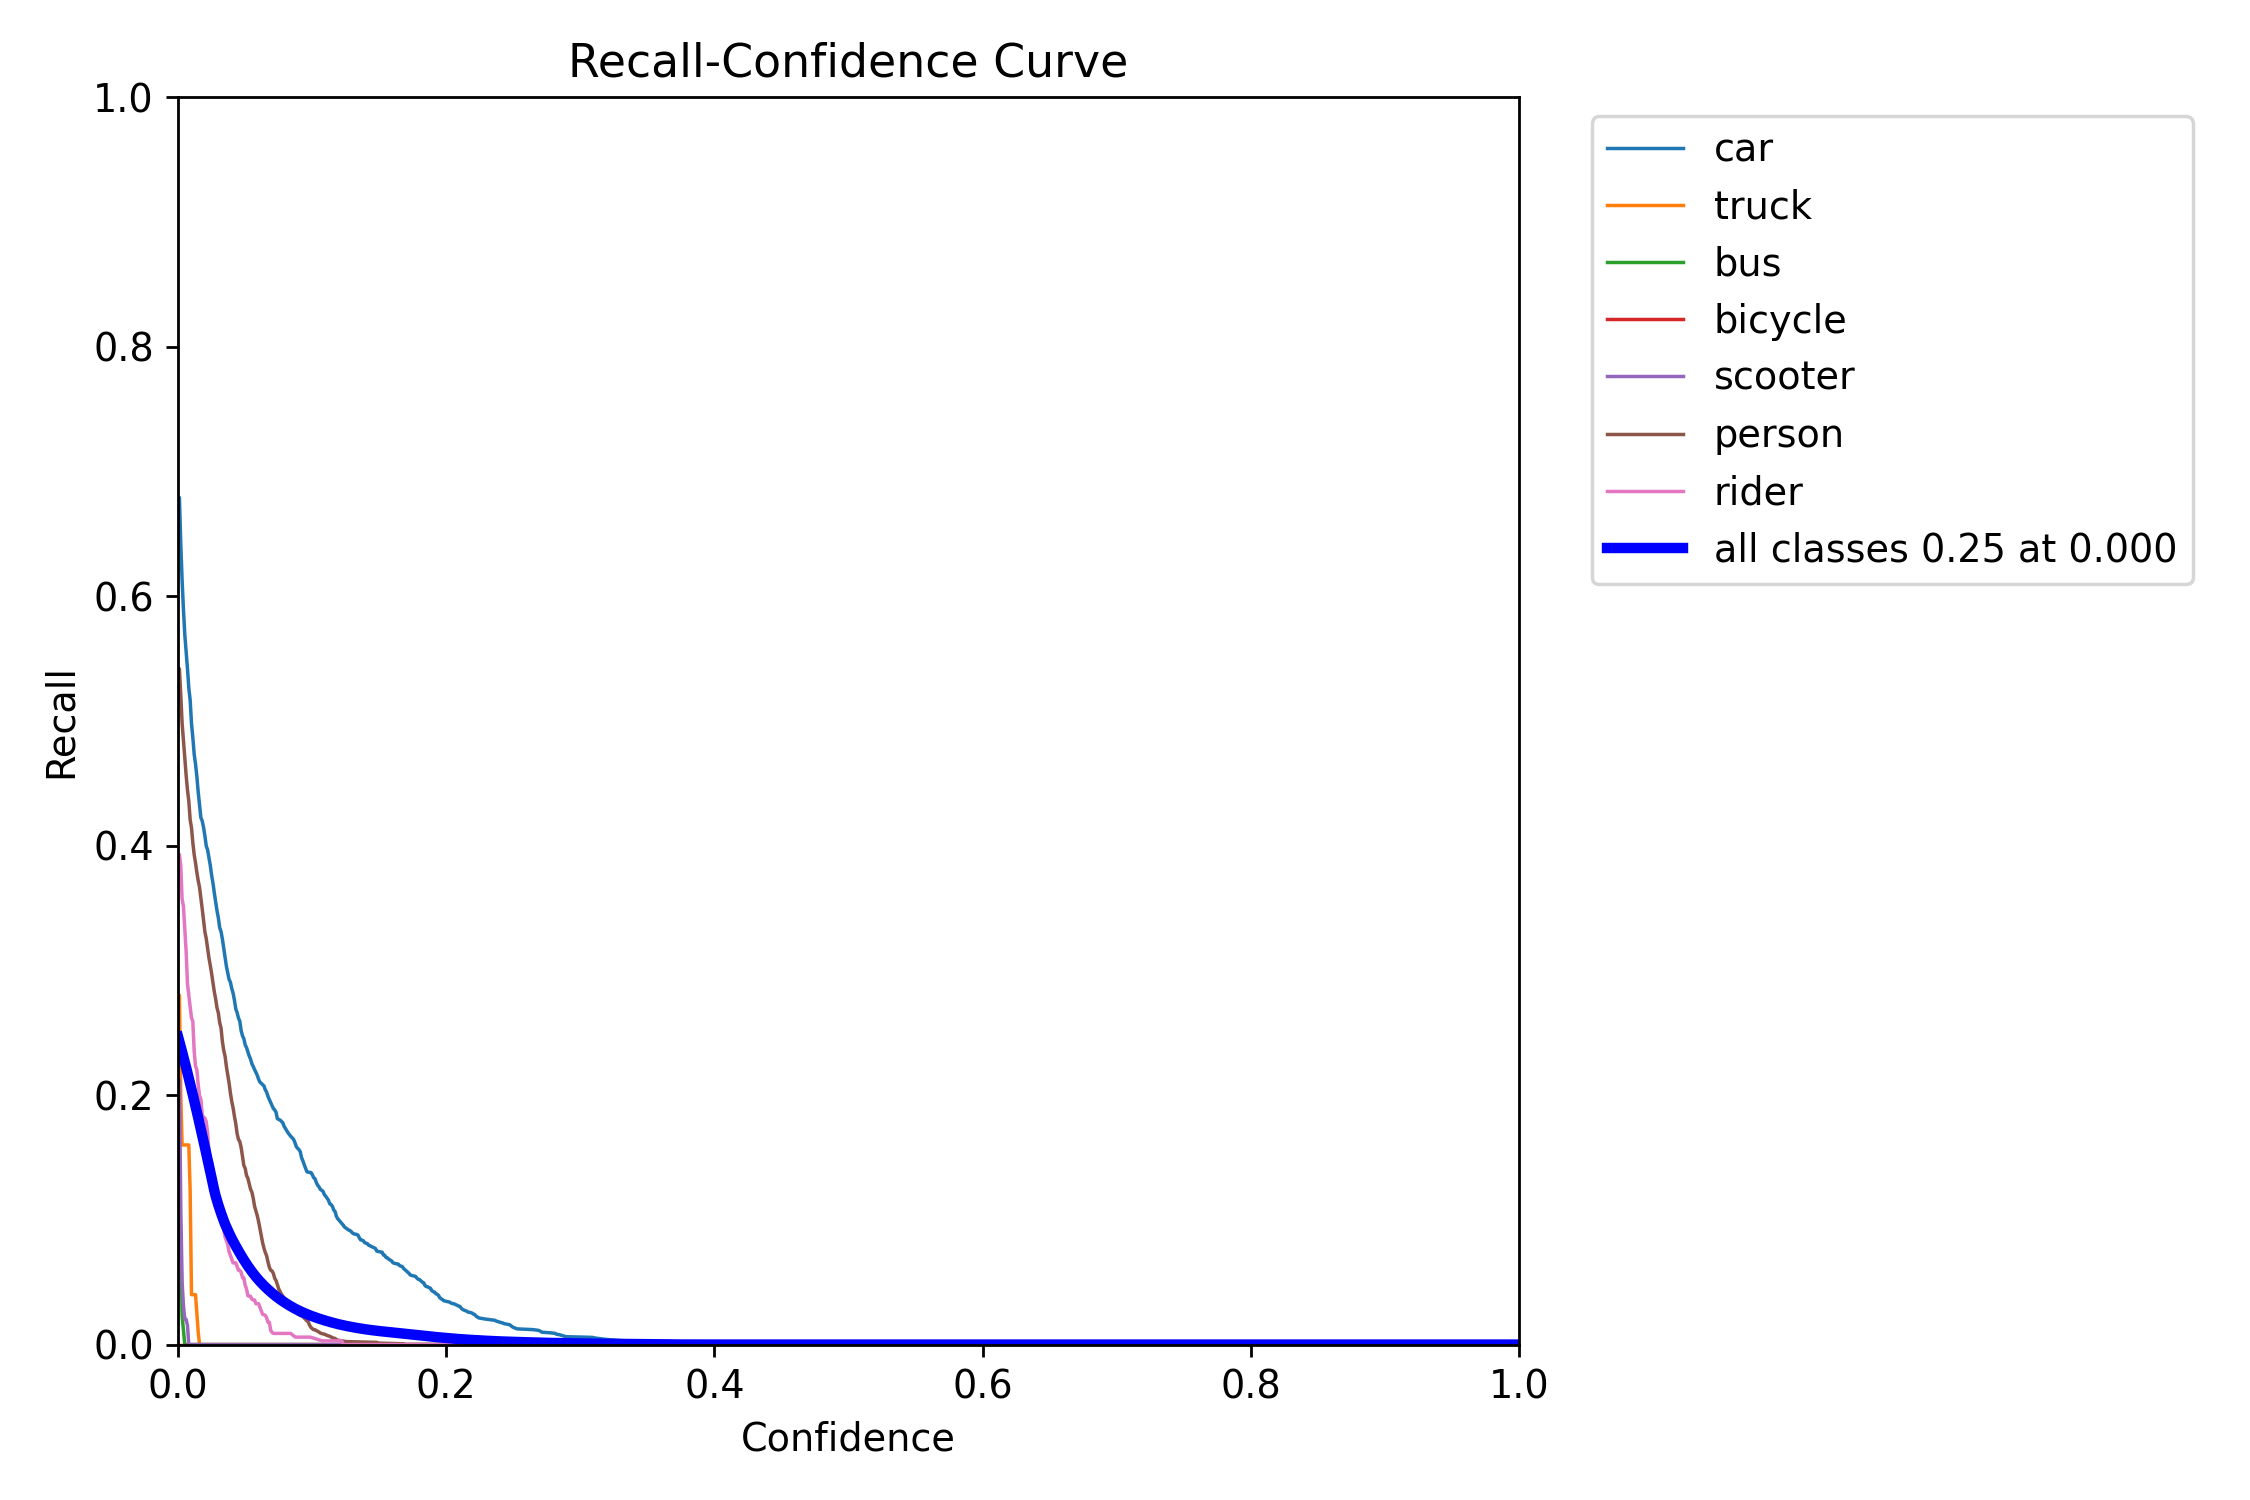 Recall-Confidence Curve
1.0
0.8
0.6
0.4
0.2
0.0
Recall
0.0 0.2 0.4 0.6 0.8 1.0
Confidence
car
truck
bus
bicycle
scooter
person
rider
all classes 0.25 at 0.000